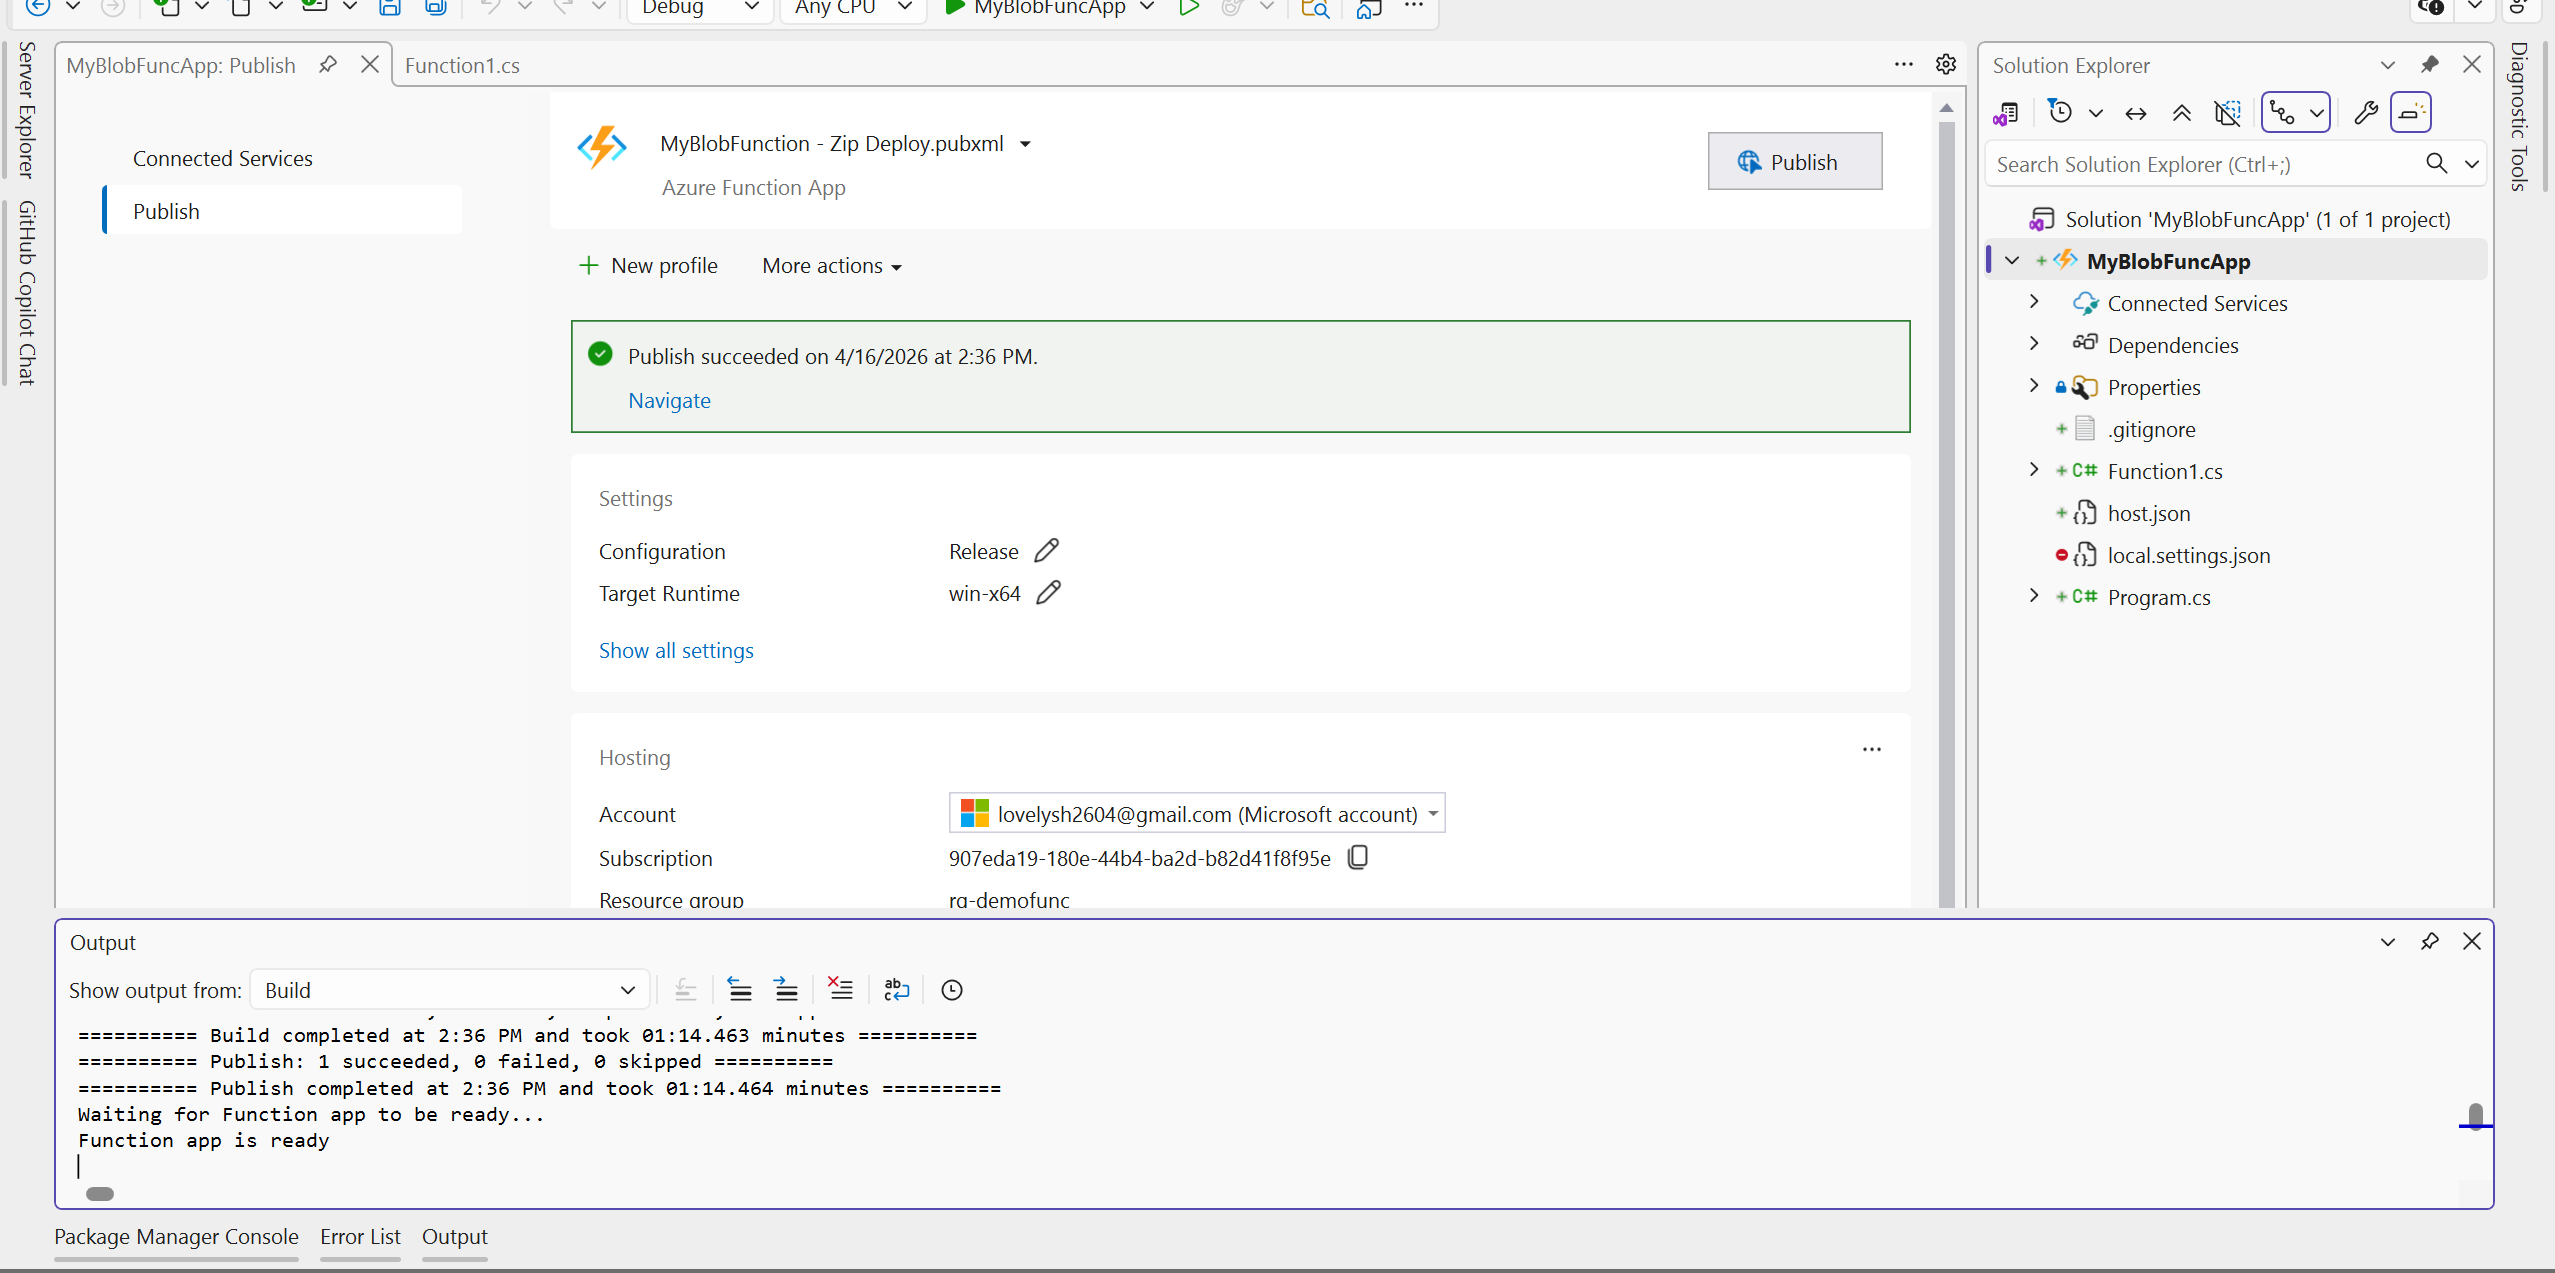 Debug
Any CPU
MyBlobFuncApp
Server Explorer
GitHub Copilot Chat
MyBlobFuncApp: Publish
Function1.cs
Connected Services
Publish
MyBlobFunction - Zip Deploy.pubxml
Azure Function App
Publish
New profile
More actions
Publish succeeded on 4/16/2026 at 2:36 PM.
Navigate
Settings
Configuration
Release
Target Runtime
win-x64
Show all settings
Hosting
Account
lovelysh2604@gmail.com (Microsoft account)
Subscription
907eda19-180e-44b4-ba2d-b82d41f8f95e
Resource group
rg-demofunc
Solution Explorer
Search Solution Explorer (Ctrl+;)
Solution 'MyBlobFuncApp' (1 of 1 project)
MyBlobFuncApp
Connected Services
Dependencies
Properties
.gitignore
C# Function1.cs
host.json
local.settings.json
C# Program.cs
Diagnostic Tools
Output
Show output from:
Build
========== Build completed at 2:36 PM and took 01:14.463 minutes ==========
========== Publish: 1 succeeded, 0 failed, 0 skipped ==========
========== Publish completed at 2:36 PM and took 01:14.464 minutes ==========
Waiting for Function app to be ready...
Function app is ready
Package Manager Console
Error List
Output